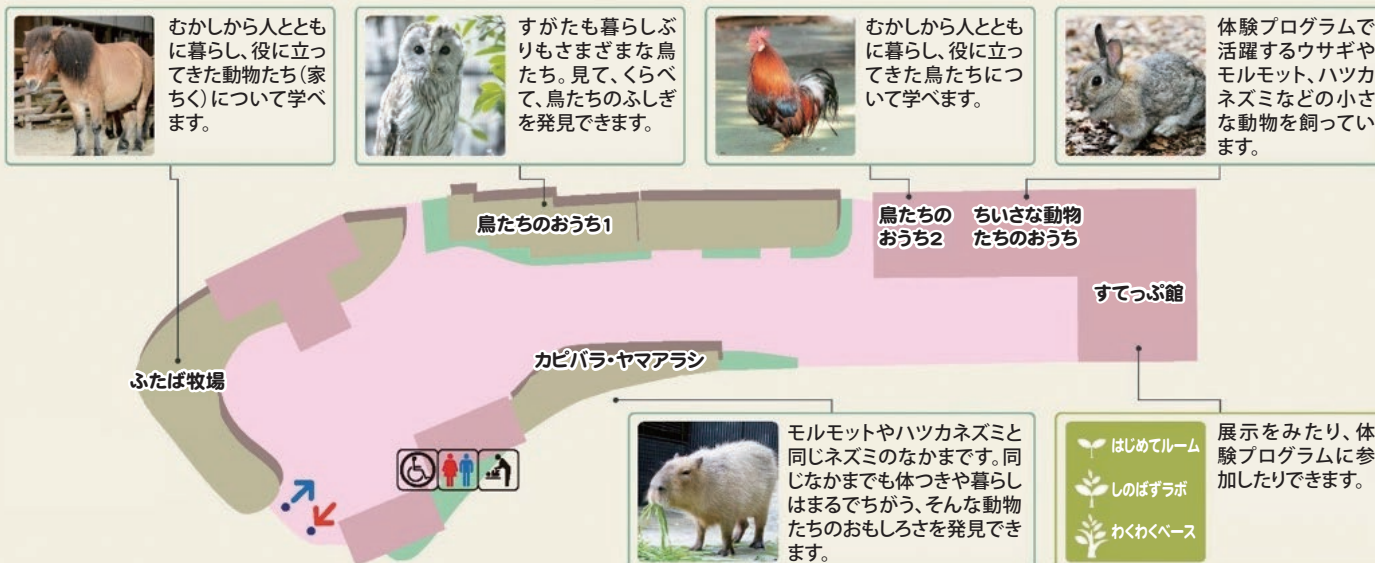 むかしから人ととも
に暮らし、役に立っ
てきた動物たち（家
ちく）について学べ
ます。
すがたも暮らしぶ
りもさまざまな鳥
たち。見て、くらべ
て、鳥たちのふしぎ
を発見できます。
むかしから人ととも
に暮らし、役に立っ
てきた鳥たちにつ
いて学べます。
体験プログラムで
活躍するウサギや
モルモット、ハツカ
ネズミなどの小さ
な動物を飼ってい
ます。
鳥たちのおうち1
鳥たちの
おうち2
ちいさな動物
たちのおうち
すてっぷ館
ふたば牧場
カピバラ・ヤマアラシ
モルモットやハツカネズミと
同じネズミのなかまです。同
じなかまでも体つきや暮らし
はまるでちがう、そんな動物
たちのおもしろさを発見でき
ます。
はじめてルーム
しのばずラボ
わくわくベース
展示をみたり、体
験プログラムに参
加したりできます。